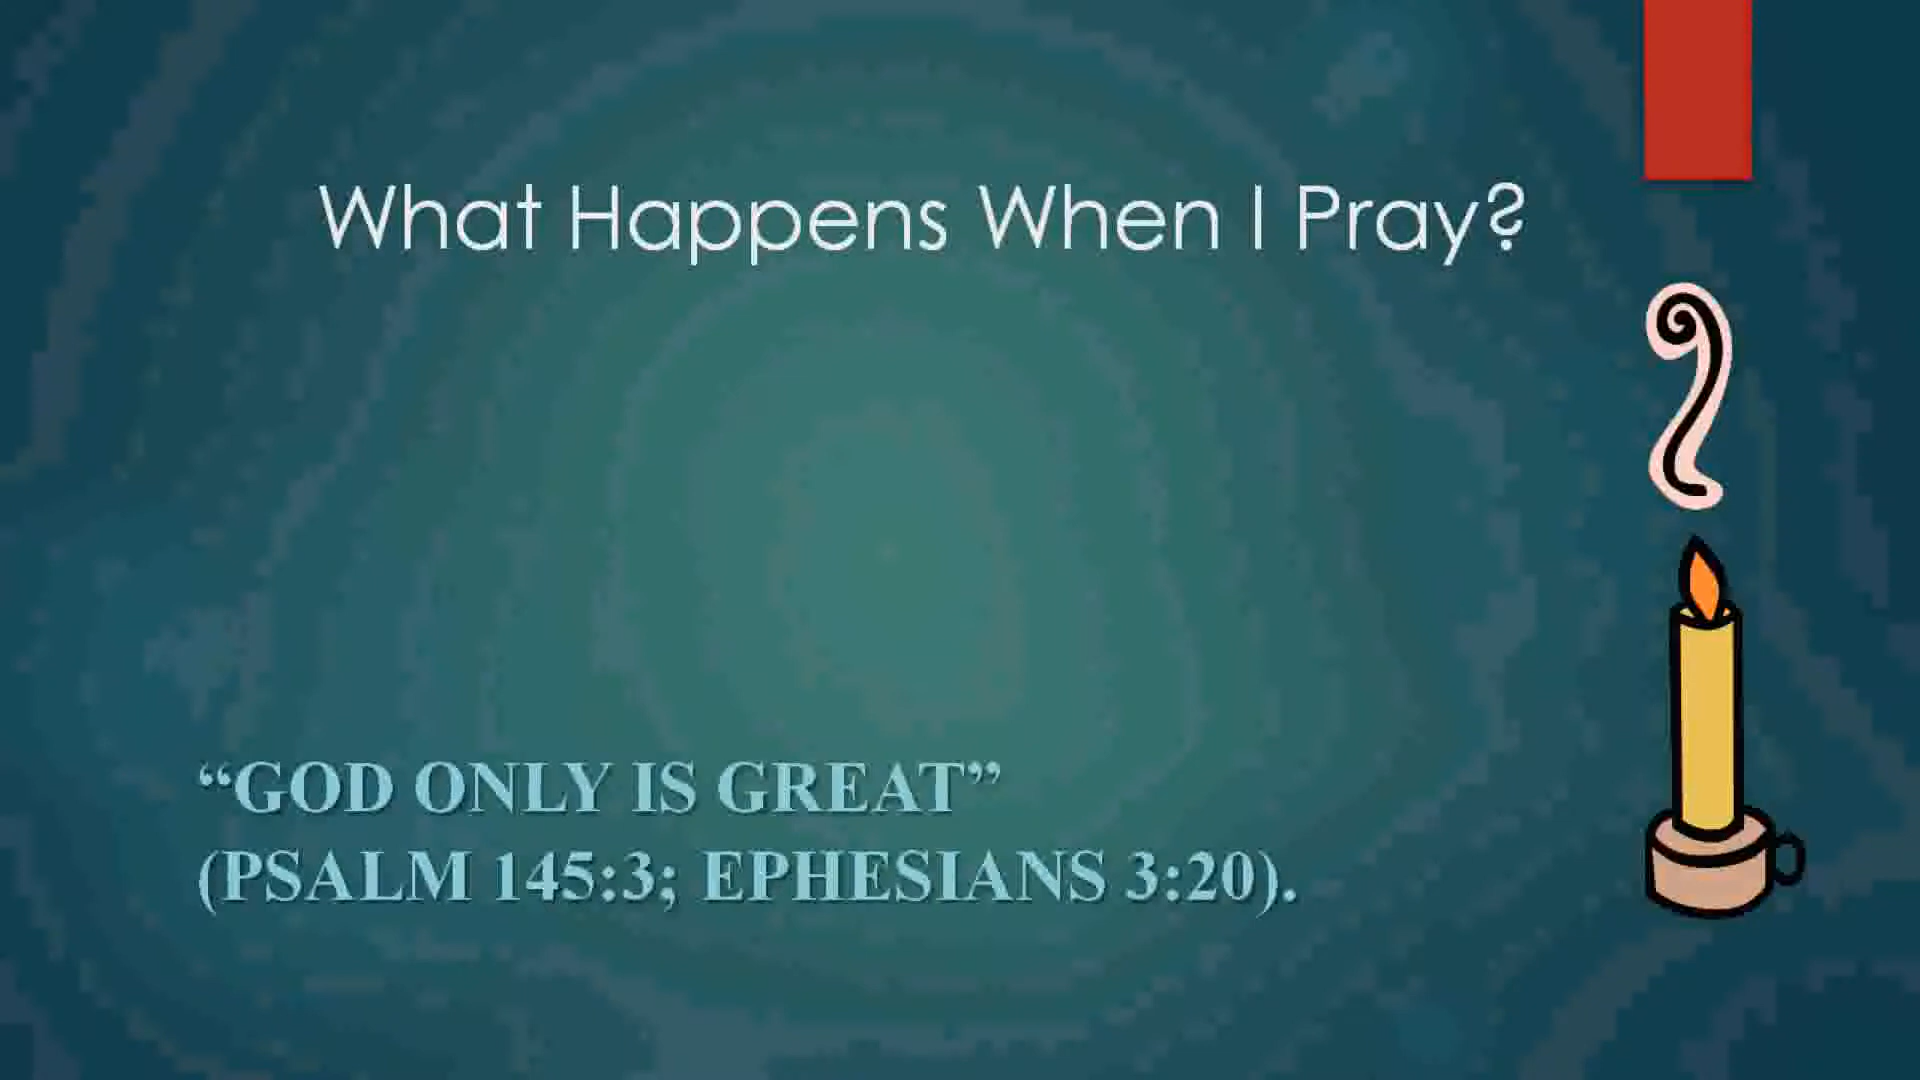 What Happens When I Pray?
“GOD ONLY IS GREAT”
(PSALM 145:3; EPHESIANS 3:20).